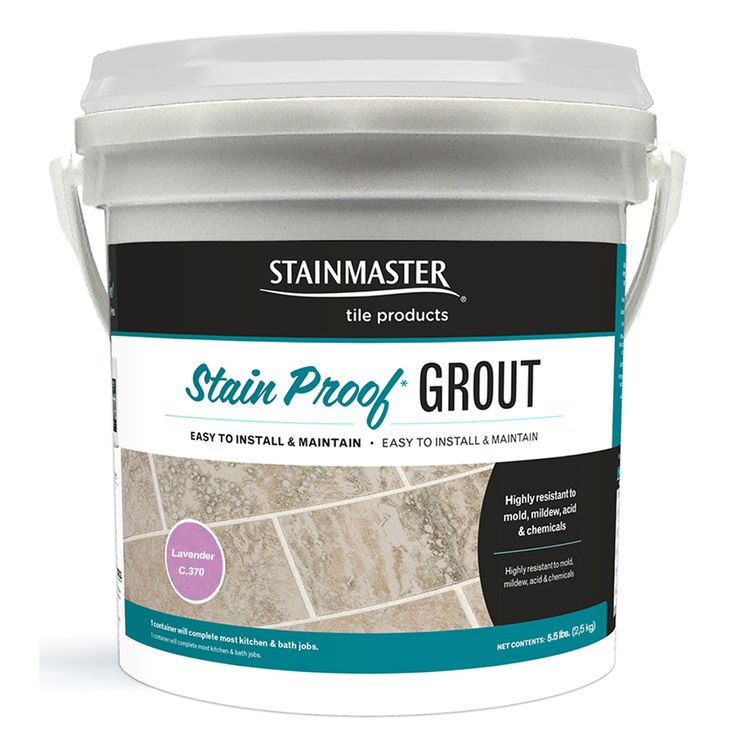 STAINMASTER®
tile products
Stain Proof* GROUT
EASY TO INSTALL & MAINTAIN • EASY TO INSTALL & MAINTAIN
Highly resistant to
mold, mildew, acid
& chemicals
Highly resistant to mold,
mildew, acid & chemicals
Lavender
C.370
1 container will complete most kitchen & bath jobs.
1 container will complete most kitchen & bath jobs.
NET CONTENTS: 5.5 lbs. (2,5 kg)